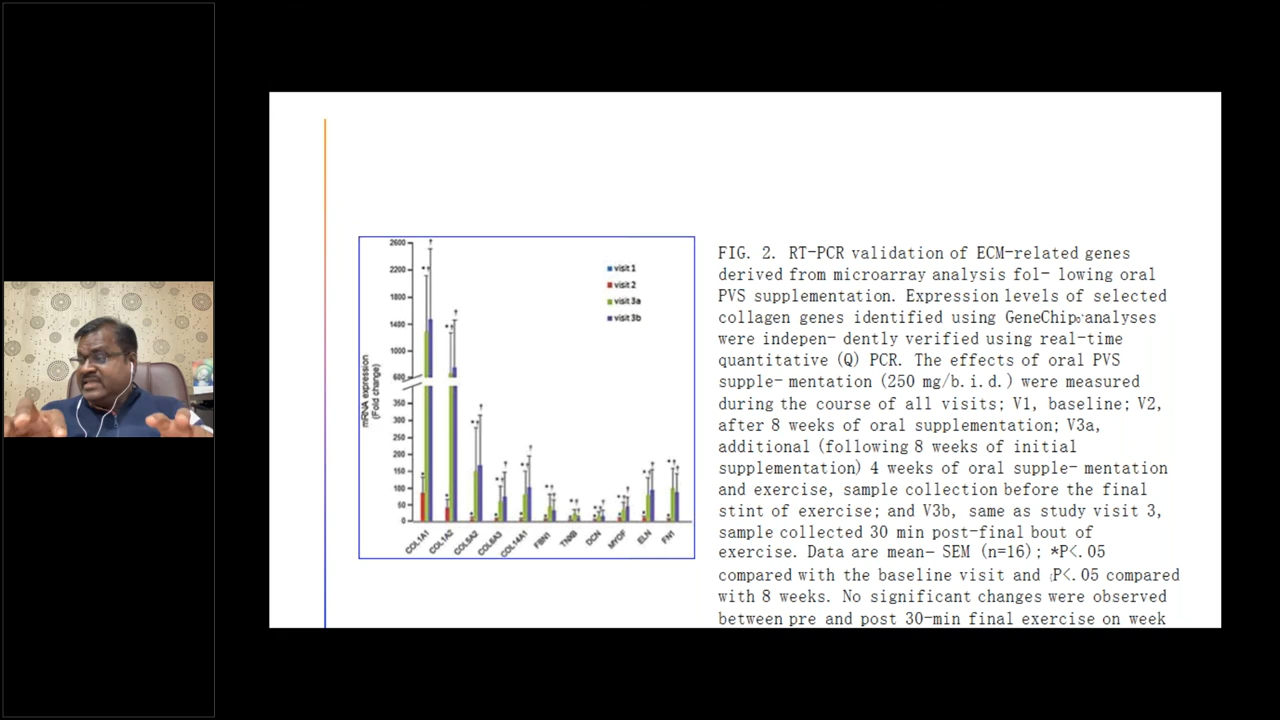 2600
2200
1800
1400
1000
600
350
300
250
200
150
100
50
0
mRNA expression
(Fold change)
visit 1
visit 2
visit 3a
visit 3b
COL1A1
COL1A2
COL5A2
COL6A3
COL14A1
FBN1
TNXB
DCN
MYOF
ELN
FN1
FIG. 2. RT-PCR validation of ECM-related genes
derived from microarray analysis fol- lowing oral
PVS supplementation. Expression levels of selected
collagen genes identified using GeneChip analyses
were indepen- dently verified using real-time
quantitative (Q) PCR. The effects of oral PVS
supple- mentation (250 mg/b.i.d.) were measured
during the course of all visits; V1, baseline; V2,
after 8 weeks of oral supplementation; V3a,
additional (following 8 weeks of initial
supplementation) 4 weeks of oral supple- mentation
and exercise, sample collection before the final
stint of exercise; and V3b, same as study visit 3,
sample collected 30 min post-final bout of
exercise. Data are mean- SEM (n=16); *P<.05
compared with the baseline visit and P<.05 compared
with 8 weeks. No significant changes were observed
between pre and post 30-min final exercise on week